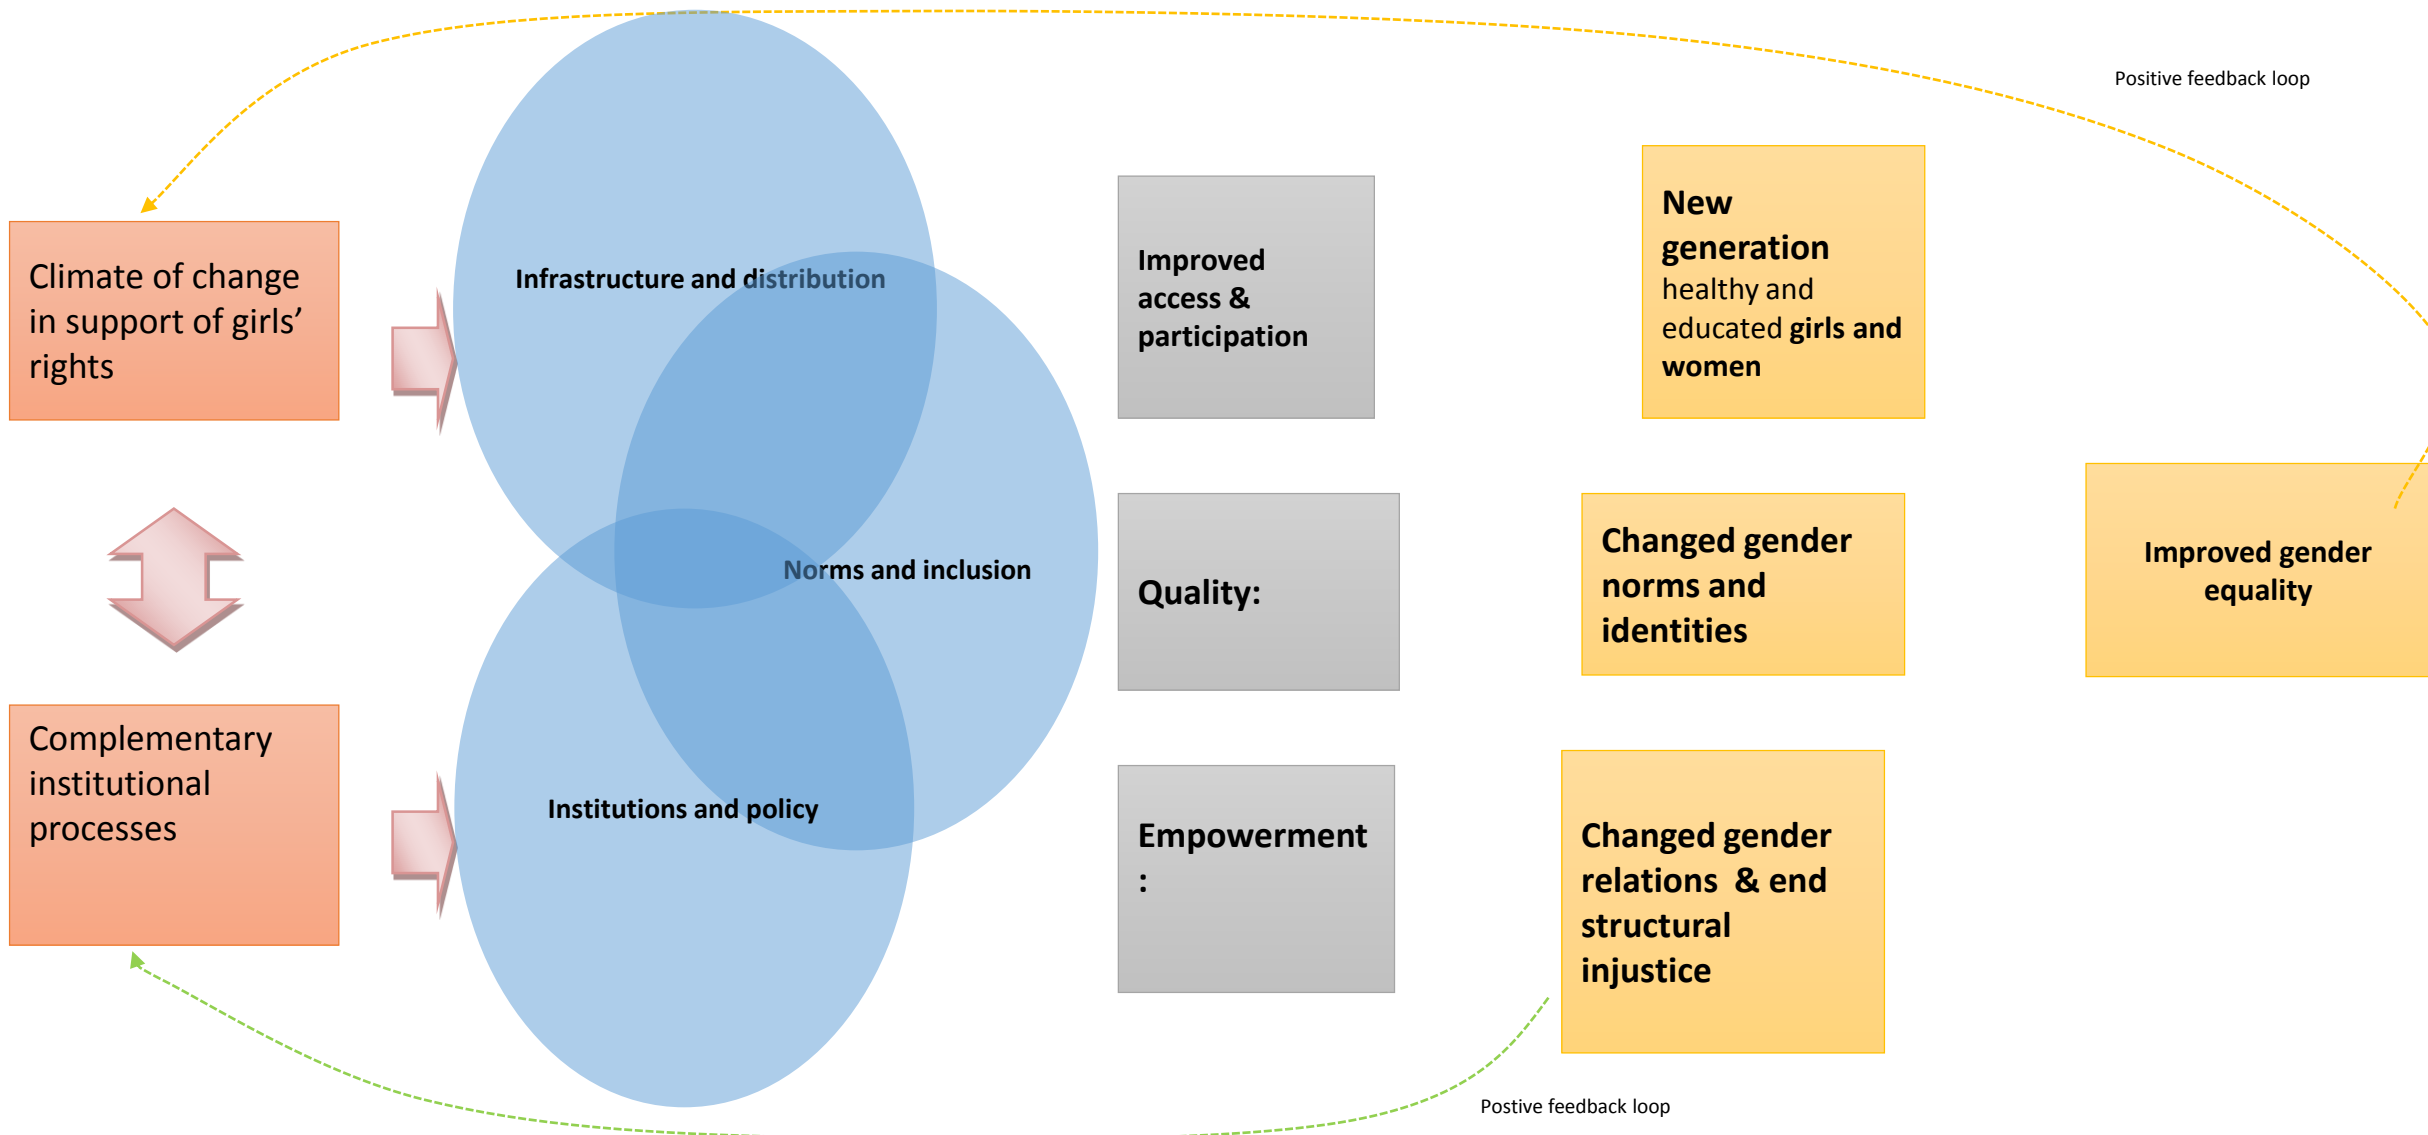 Positive feedback loop
Climate of change
in support of girls’
rights
Infrastructure and distribution
Improved
access &
participation
New
generation
healthy and
educated girls and
women
Norms and inclusion
Quality:
Changed gender
norms and
identities
Improved gender
equality
Complementary
institutional
processes
Institutions and policy
Empowerment
:
Changed gender
relations  & end
structural
injustice
Postive feedback loop